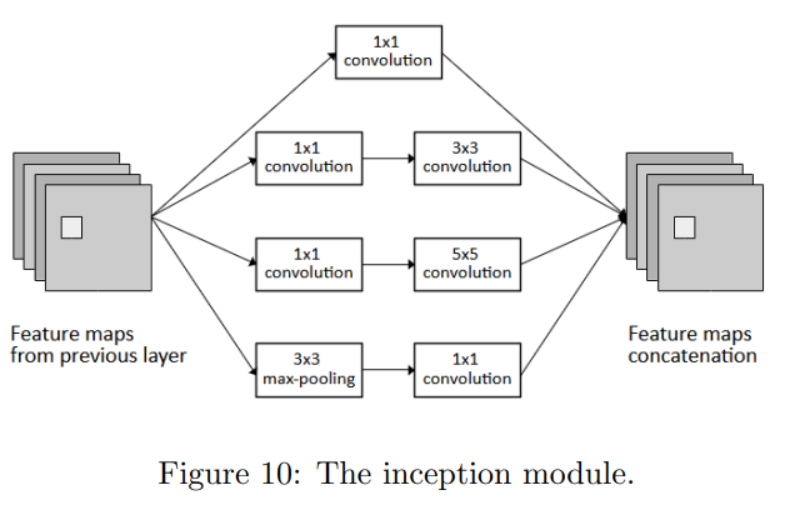 1x1
convolution
1x1
convolution
3x3
convolution
1x1
convolution
5x5
convolution
3x3
max-pooling
1x1
convolution
Feature maps
from previous layer
Feature maps
concatenation
Figure 10: The inception module.